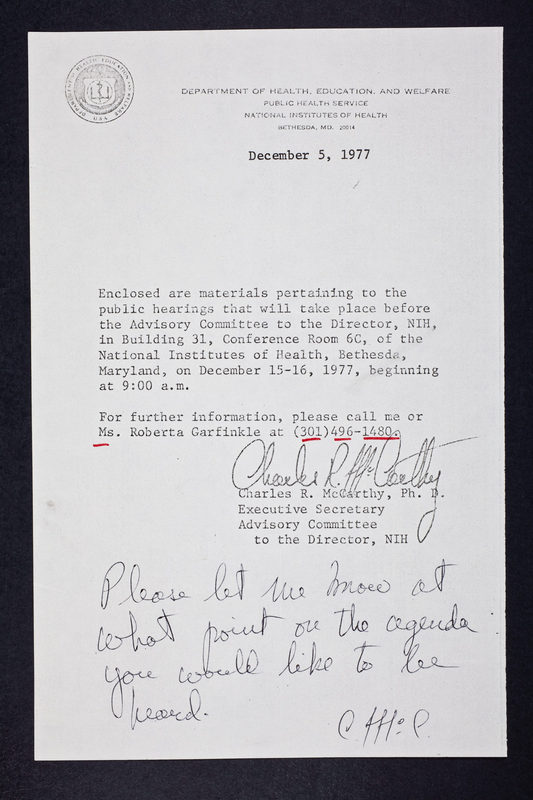 DEPARTMENT OF HEALTH, EDUCATION, AND WELFARE
PUBLIC HEALTH SERVICE
NATIONAL INSTITUTES OF HEALTH
BETHESDA, MD. 20014
December 5, 1977
Enclosed are materials pertaining to the
public hearings that will take place before
the Advisory Committee to the Director, NIH,
in Building 31, Conference Room 6C, of the
National Institutes of Health, Bethesda,
Maryland, on December 15-16, 1977, beginning
at 9:00 a.m.
For further information, please call me or
Ms. Roberta Garfinkle at (301)496-1480.
Charles R. McCarthy
Charles R. McCarthy, Ph. D.
Executive Secretary
Advisory Committee
to the Director, NIH
Please let me know at
what point on the agenda
you would like to be
heard.
C McC.